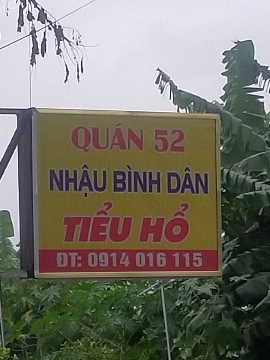 QUÁN 52
NHẬU BÌNH DÂN
TIỂU HỔ
ĐT: 0914 016 115